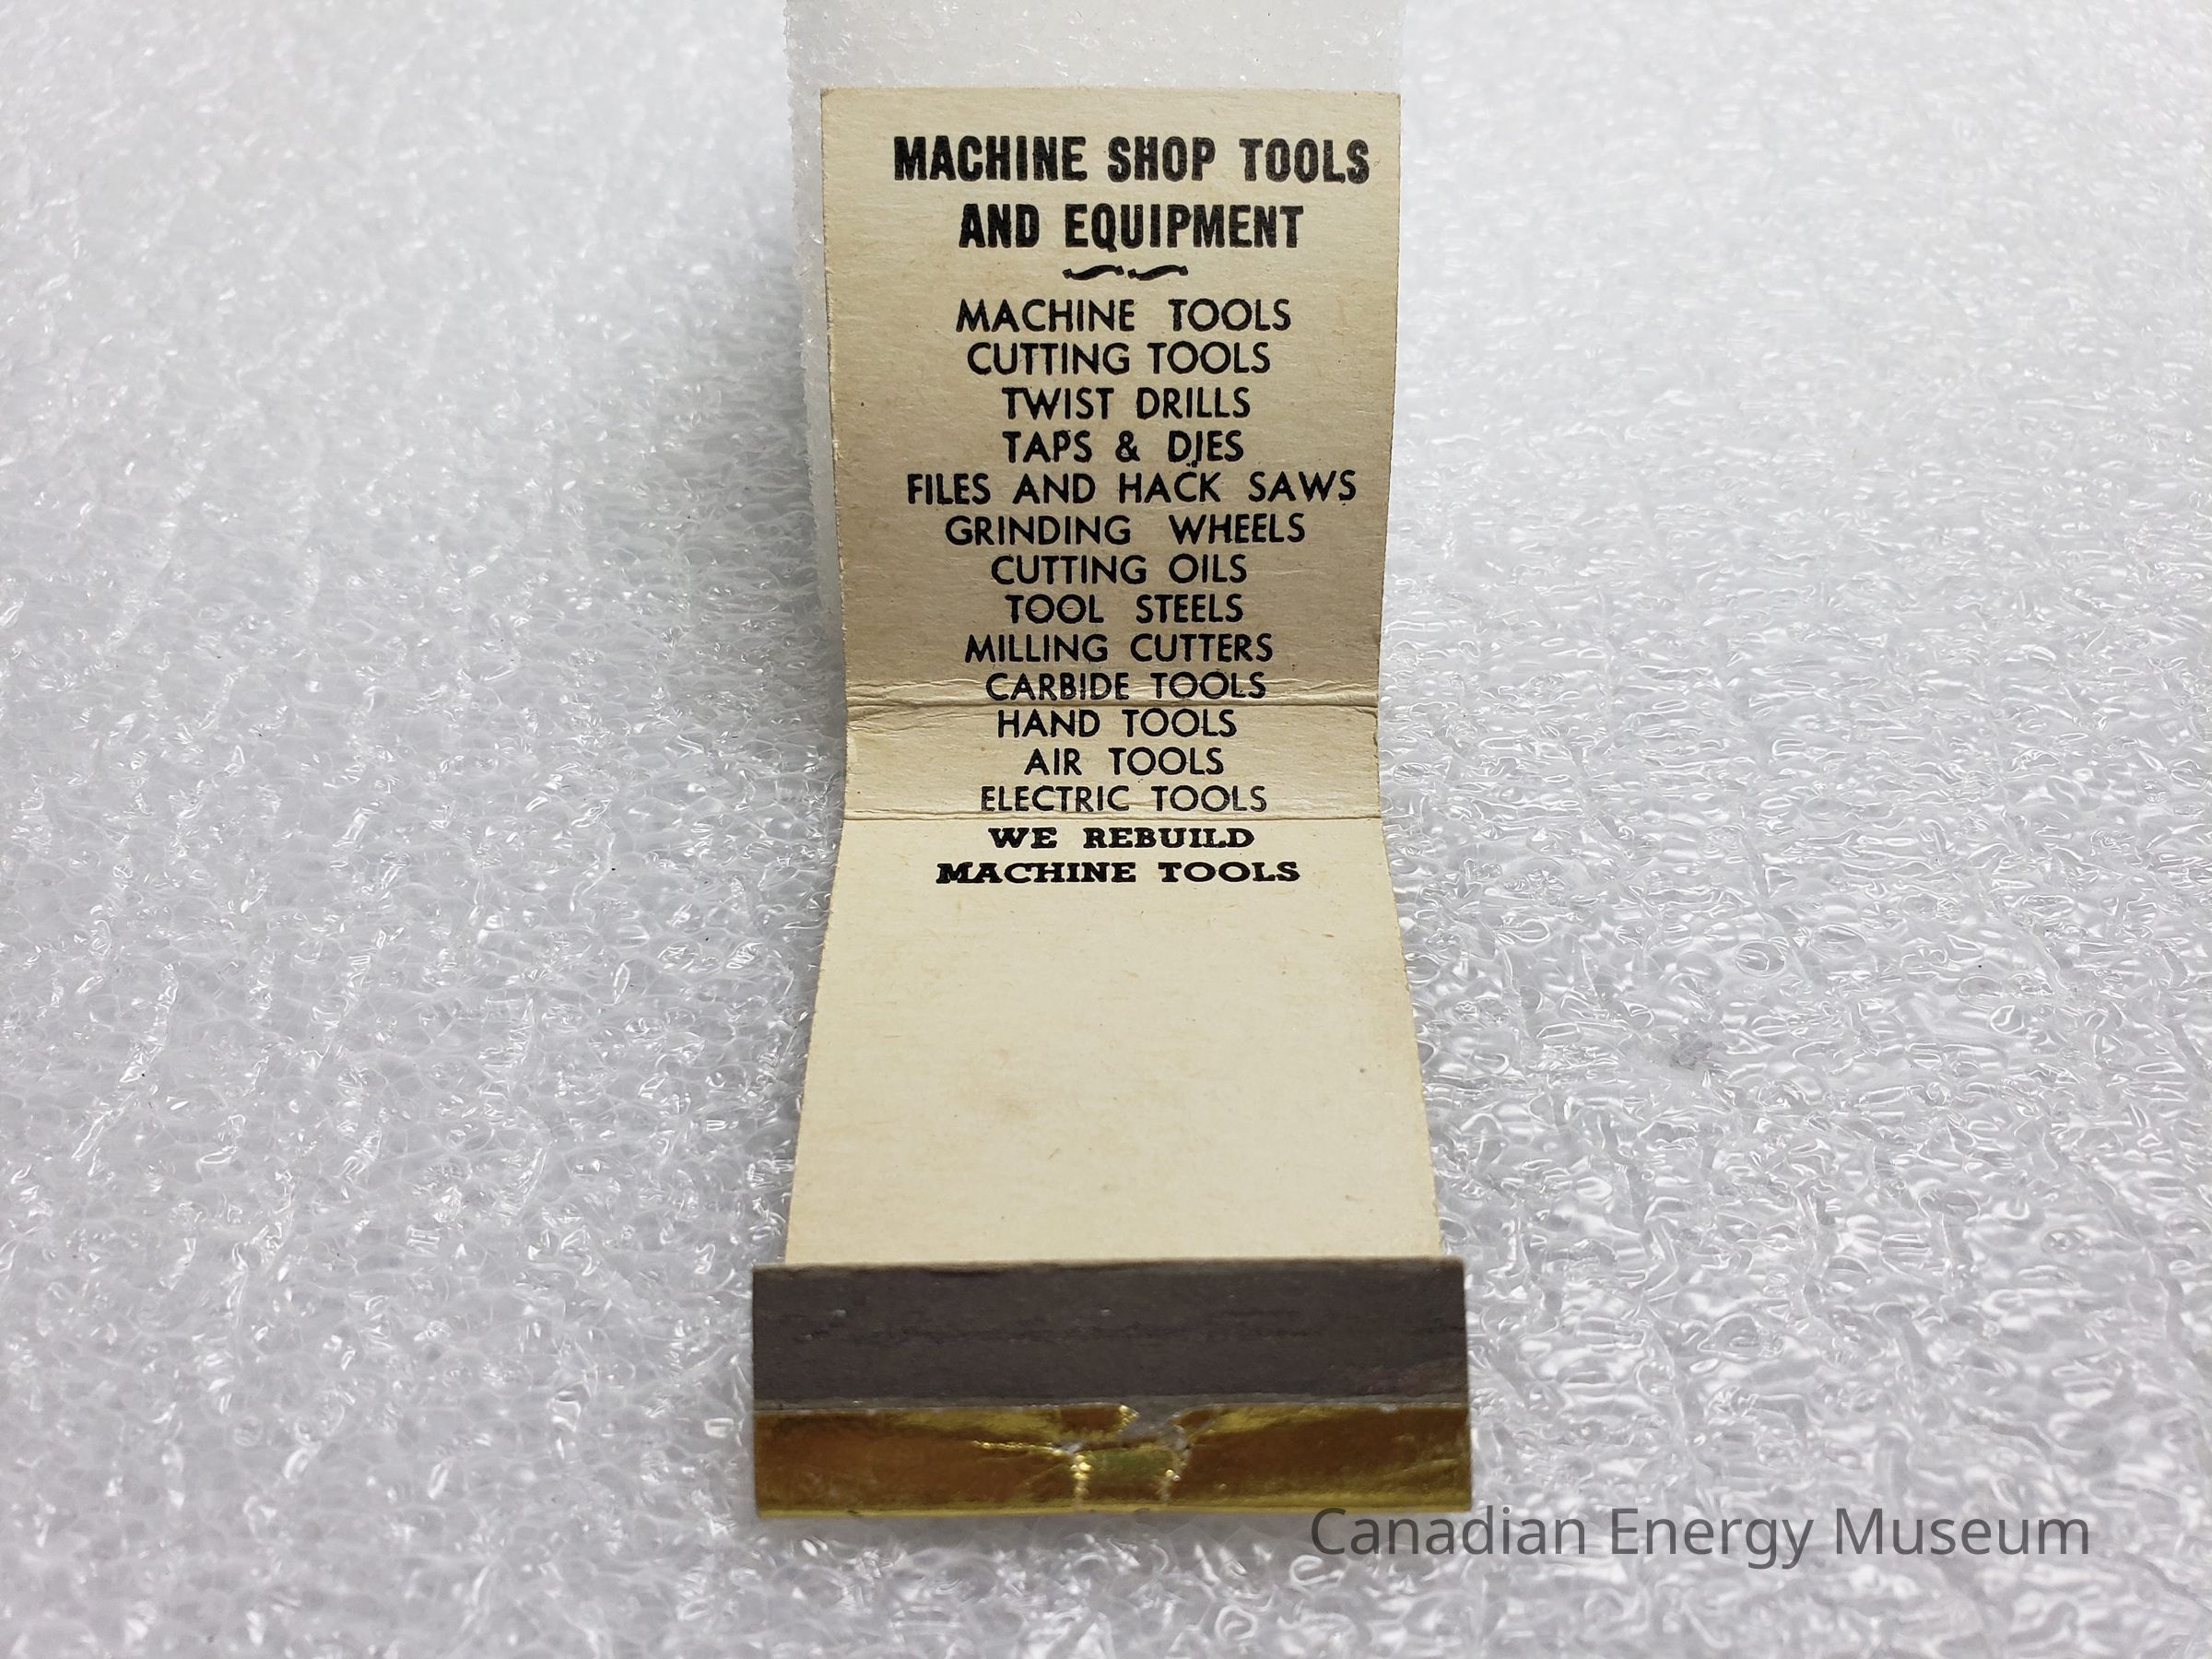 MACHINE SHOP TOOLS
AND EQUIPMENT
MACHINE TOOLS
CUTTING TOOLS
TWIST DRILLS
TAPS & DIES
FILES AND HACK SAWS
GRINDING WHEELS
CUTTING OILS
TOOL STEELS
MILLING CUTTERS
CARBIDE TOOLS
HAND TOOLS
AIR TOOLS
ELECTRIC TOOLS
WE REBUILD
MACHINE TOOLS
Canadian Energy Museum